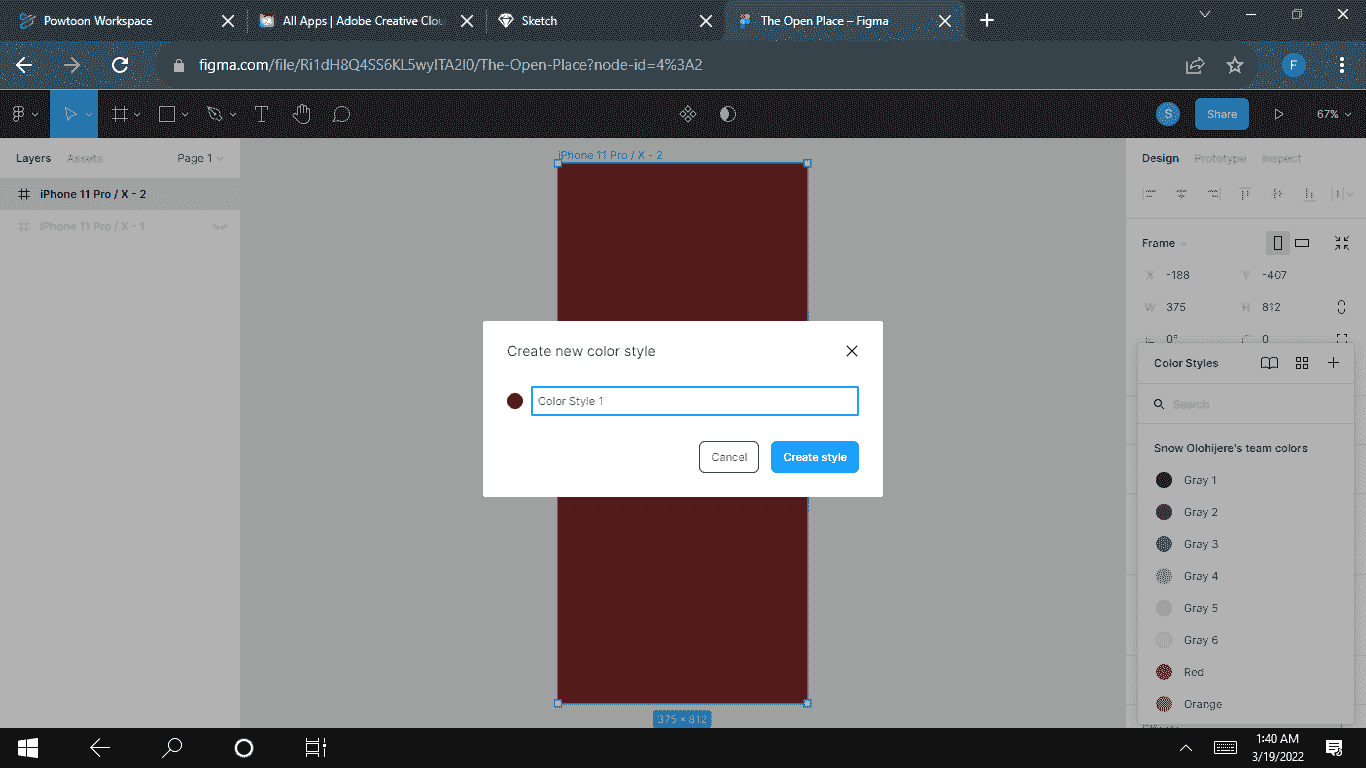 Powtoon Workspace
All Apps | Adobe Creative Clou
Sketch
The Open Place – Figma
figma.com/file/Ri1dH8Q4SS6KL5wy!TA2l0/The-Open-Place?node-id=4%3A2
F
S
Share
67%
Layers
Assets
Page 1
iPhone 11 Pro / X - 2
iPhone 11 Pro / X - 1
iPhone 11 Pro / X - 2
375 × 812
Create new color style
Color Style 1
Cancel
Create style
Design
Prototype
Inspect
Frame
X -188
Y -407
W 375
H 812
0°
0
Color Styles
Search
Snow Olohijere's team colors
Gray 1
Gray 2
Gray 3
Gray 4
Gray 5
Gray 6
Red
Orange
1:40 AM
3/19/2022